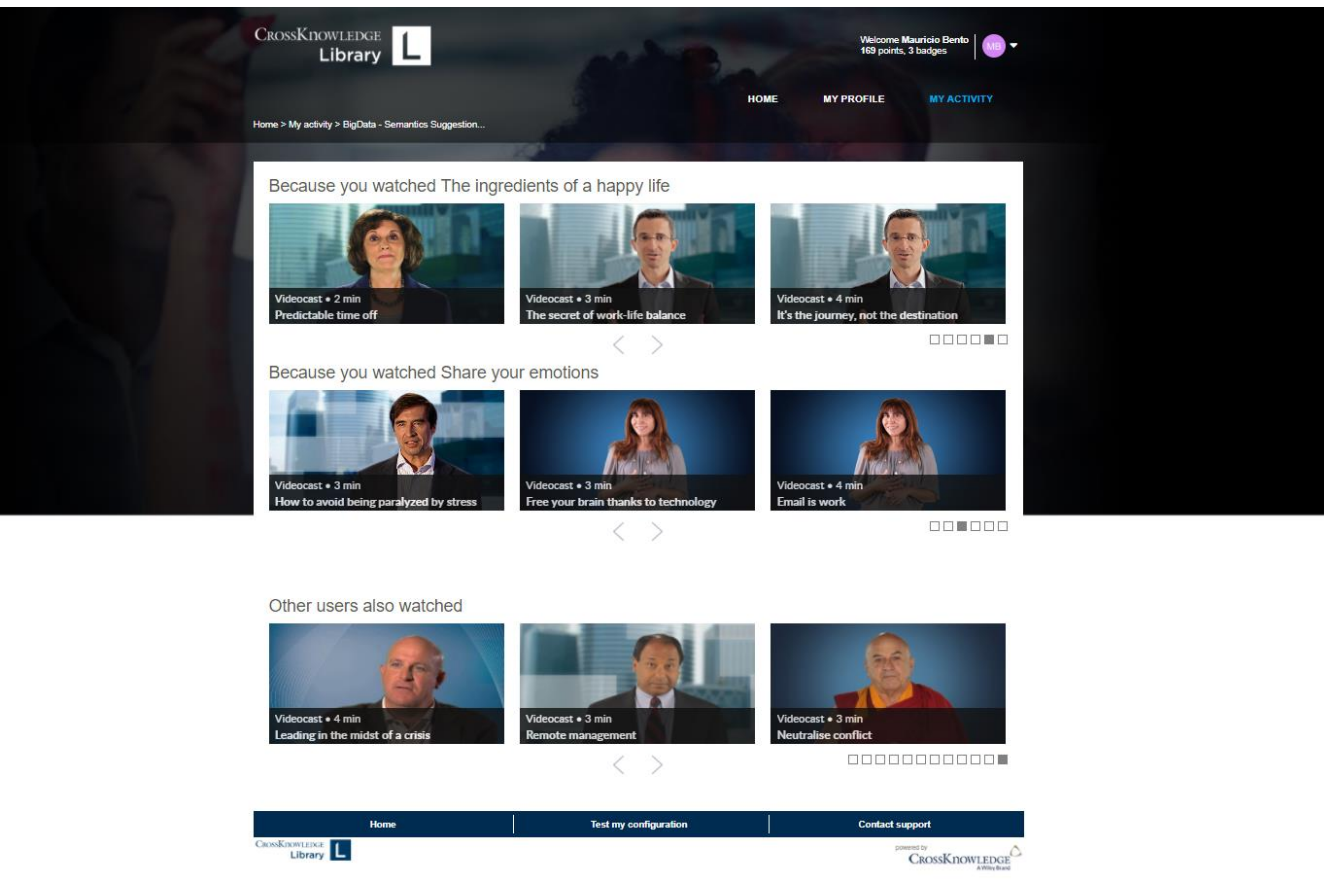 CROSSKNOWLEDGE
Library L
Welcome Mauricio Bento
169 points, 3 badges
MB
HOME MY PROFILE MY ACTIVITY
Home > My activity > BigData - Semantics Suggestion...
Because you watched The ingredients of a happy life
Videocast • 2 min
Predictable time off
Videocast • 3 min
The secret of work-life balance
Videocast • 4 min
It's the journey, not the destination
Because you watched Share your emotions
Videocast • 3 min
How to avoid being paralyzed by stress
Videocast • 3 min
Free your brain thanks to technology
Videocast • 4 min
Email is work
Other users also watched
Videocast • 4 min
Leading in the midst of a crisis
Videocast • 3 min
Remote management
Videocast • 3 min
Neutralise conflict
Home Test my configuration Contact support
CROSSKNOWLEDGE
Library L
powered by
CROSSKNOWLEDGE
A Wiley Brand